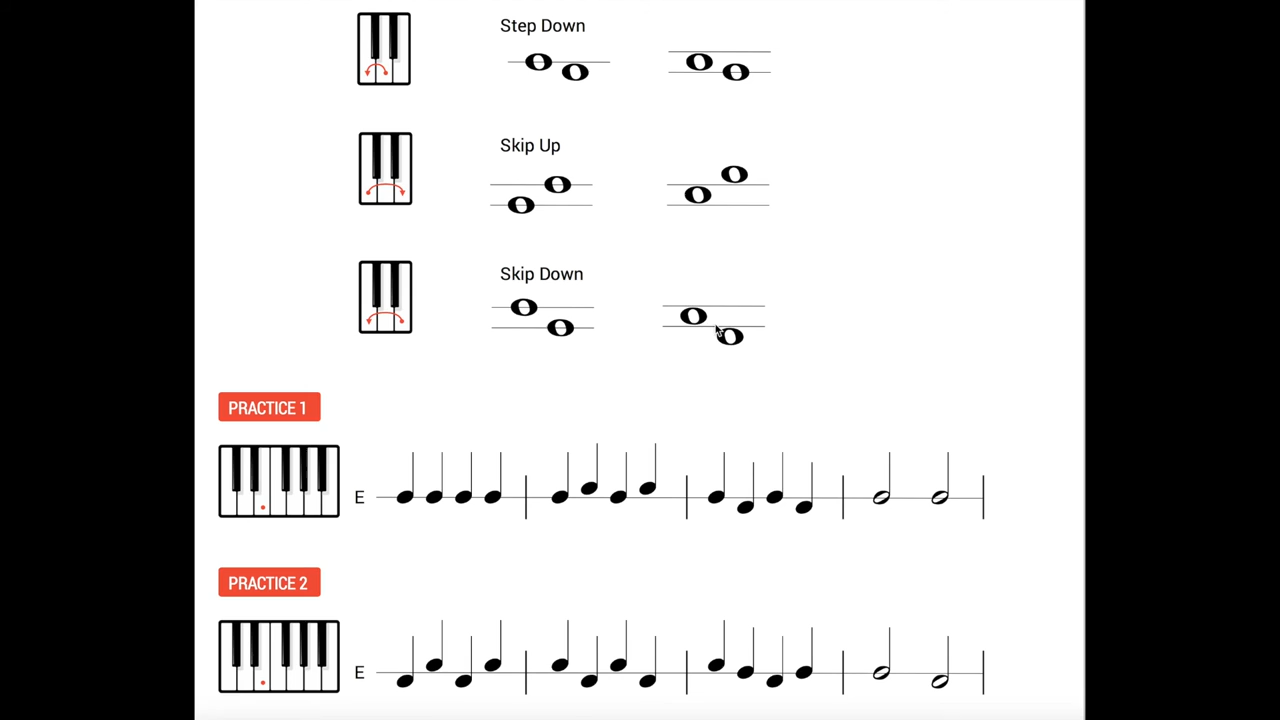 Step Down
Skip Up
Skip Down
PRACTICE 1
E
PRACTICE 2
E